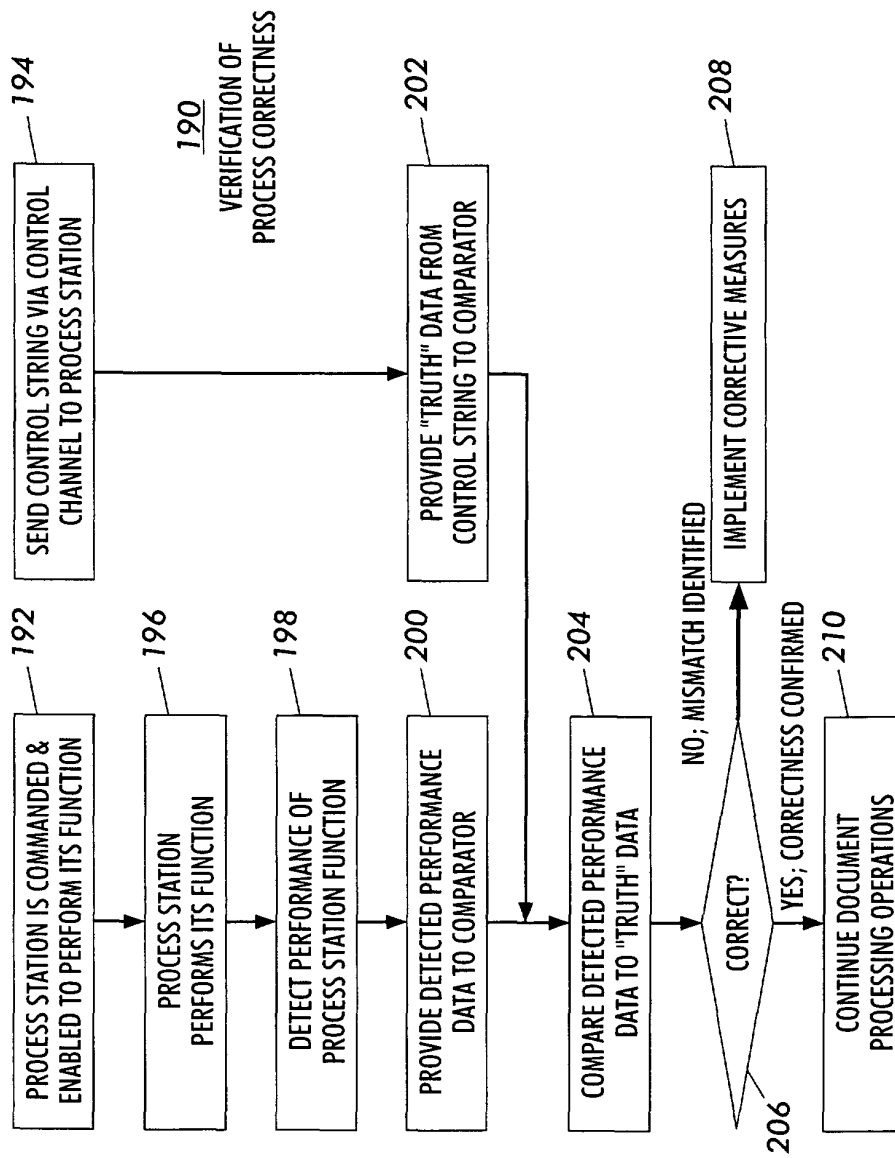 190
VERIFICATION OF
PROCESS CORRECTNESS
192
PROCESS STATION IS COMMANDED &
ENABLED TO PERFORM ITS FUNCTION
194
SEND CONTROL STRING VIA CONTROL
CHANNEL TO PROCESS STATION
196
PROCESS STATION
PERFORMS ITS FUNCTION
198
DETECT PERFORMANCE OF
PROCESS STATION FUNCTION
200
PROVIDE DETECTED PERFORMANCE
DATA TO COMPARATOR
202
PROVIDE "TRUTH" DATA FROM
CONTROL STRING TO COMPARATOR
204
COMPARE DETECTED PERFORMANCE
DATA TO "TRUTH" DATA
206
CORRECT?
NO; MISMATCH IDENTIFIED
208
IMPLEMENT CORRECTIVE MEASURES
YES; CORRECTNESS CONFIRMED
210
CONTINUE DOCUMENT
PROCESSING OPERATIONS